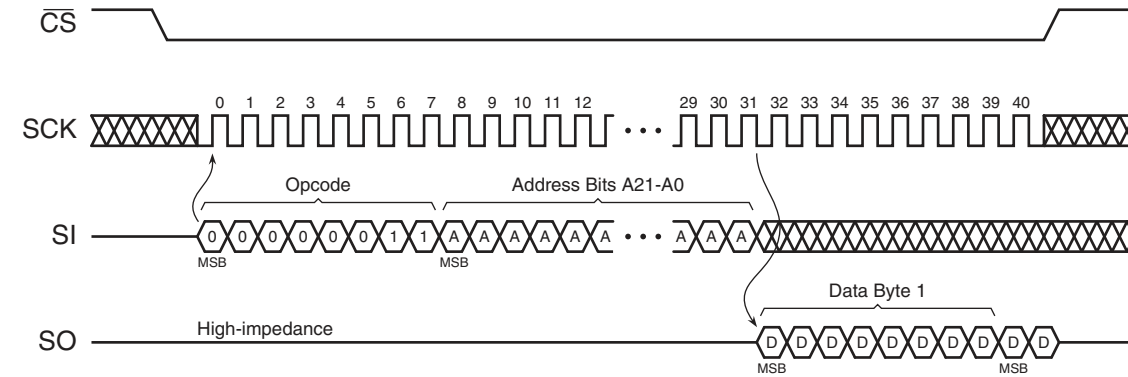 CS
0 1 2 3 4 5 6 7 8 9 10 11 12 29 30 31 32 33 34 35 36 37 38 39 40
SCK
Opcode Address Bits A21-A0
SI 0 0 0 0 0 0 1 1 A A A A A A A A A
MSB MSB
Data Byte 1
High-impedance
SO D D D D D D D D D D
MSB MSB